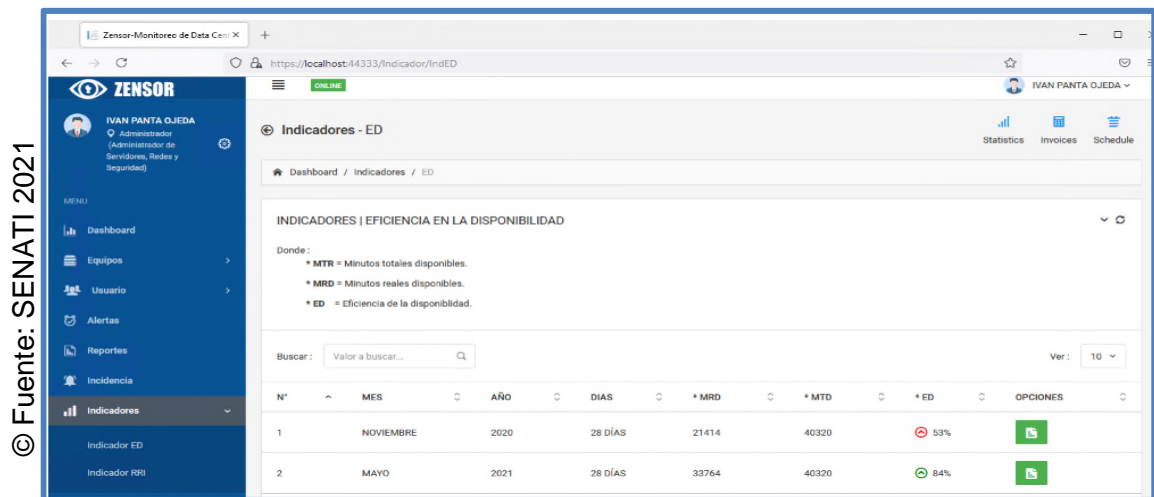 Zensor-Monitoreo de Data Cen
https://localhost:44333/Indicador/IndED
ZENSOR
ONLINE
IVAN PANTA OJEDA
IVAN PANTA OJEDA
Administrador
(Administrador de
Servidores, Redes y
Seguridad)
Indicadores - ED
Statistics Invoices Schedule
Dashboard / Indicadores / ED
MENU
Dashboard
Equipos
Usuario
Alertas
Reportes
Incidencia
Indicadores
Indicador ED
Indicador RRI
INDICADORES | EFICIENCIA EN LA DISPONIBILIDAD
Donde :
* MTR = Minutos totales disponibles.
* MRD = Minutos reales disponibles.
* ED = Eficiencia de la disponiblidad.
Buscar : Valor a buscar... Ver : 10
N° MES AÑO DIAS * MRD * MTD * ED OPCIONES
1 NOVIEMBRE 2020 28 DÍAS 21414 40320 53%
2 MAYO 2021 28 DÍAS 33764 40320 84%
© Fuente: SENATI 2021